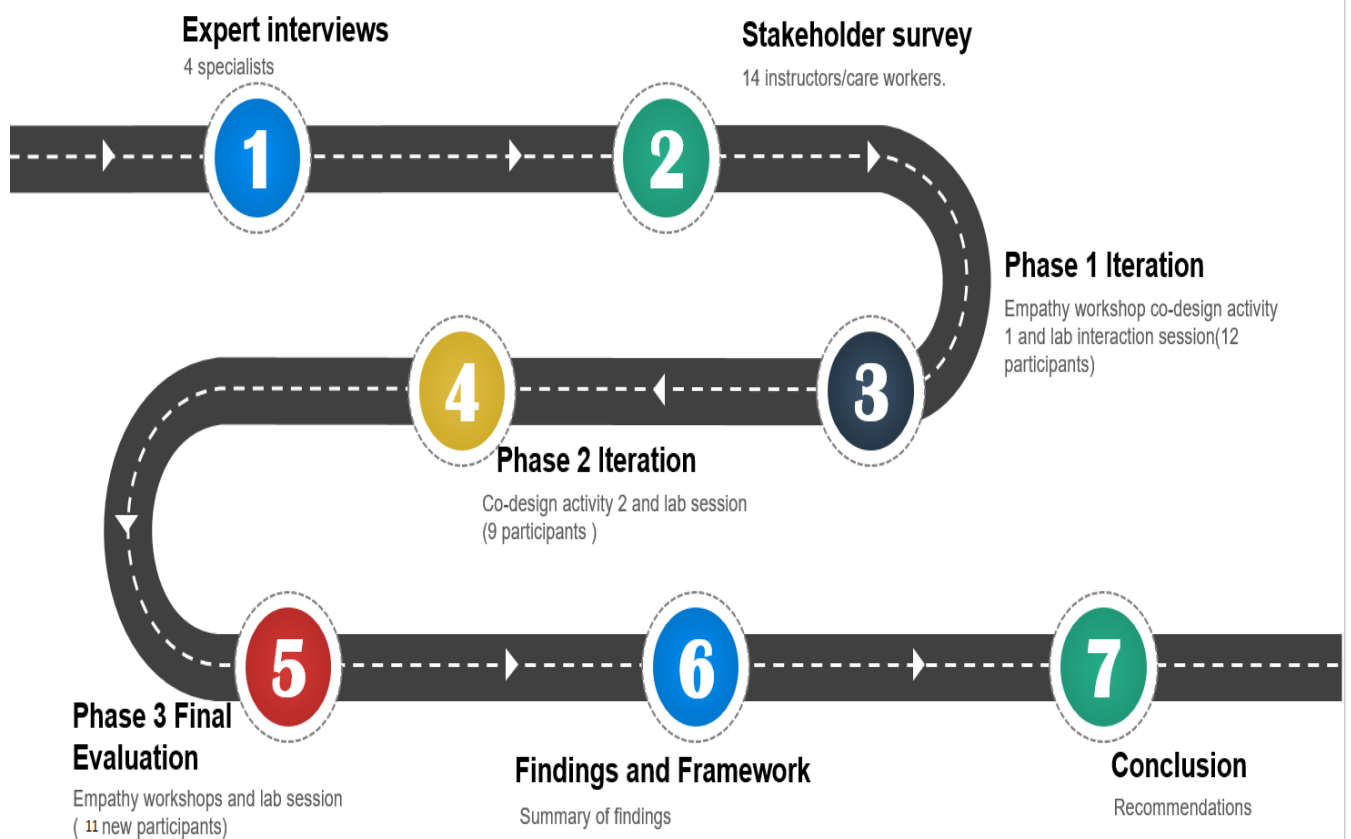 Expert interviews
4 specialists
1
Stakeholder survey
14 instructors/care workers.
2
Phase 1 Iteration
Empathy workshop co-design activity
1 and lab interaction session(12
participants)
3
4
Phase 2 Iteration
Co-design activity 2 and lab session
(9 participants )
5
Phase 3 Final
Evaluation
Empathy workshops and lab session
( 11 new participants)
6
Findings and Framework
Summary of findings
7
Conclusion
Recommendations